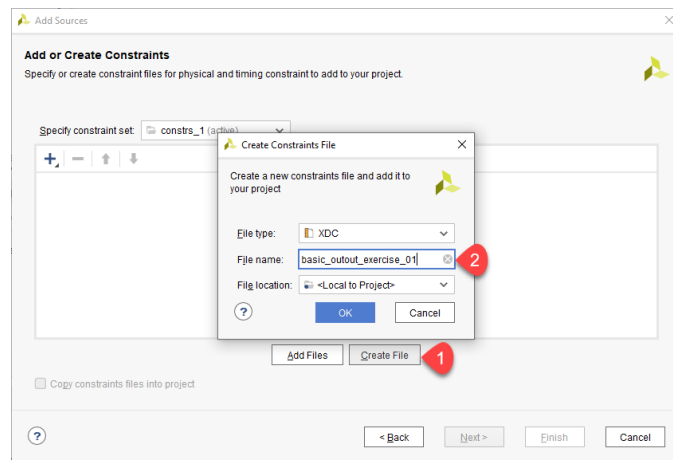 Add Sources
Add or Create Constraints
Specify or create constraint files for physical and timing constraint to add to your project.
Specify constraint set: constrs_1 (active)
Create Constraints File
Create a new constraints file and add it to
your project
File type: XDC
File name: basic_outout_exercise_01
2
File location: <Local to Project>
? OK Cancel
Add Files Create File
1
Copy constraints files into project
? < Back Next > Finish Cancel